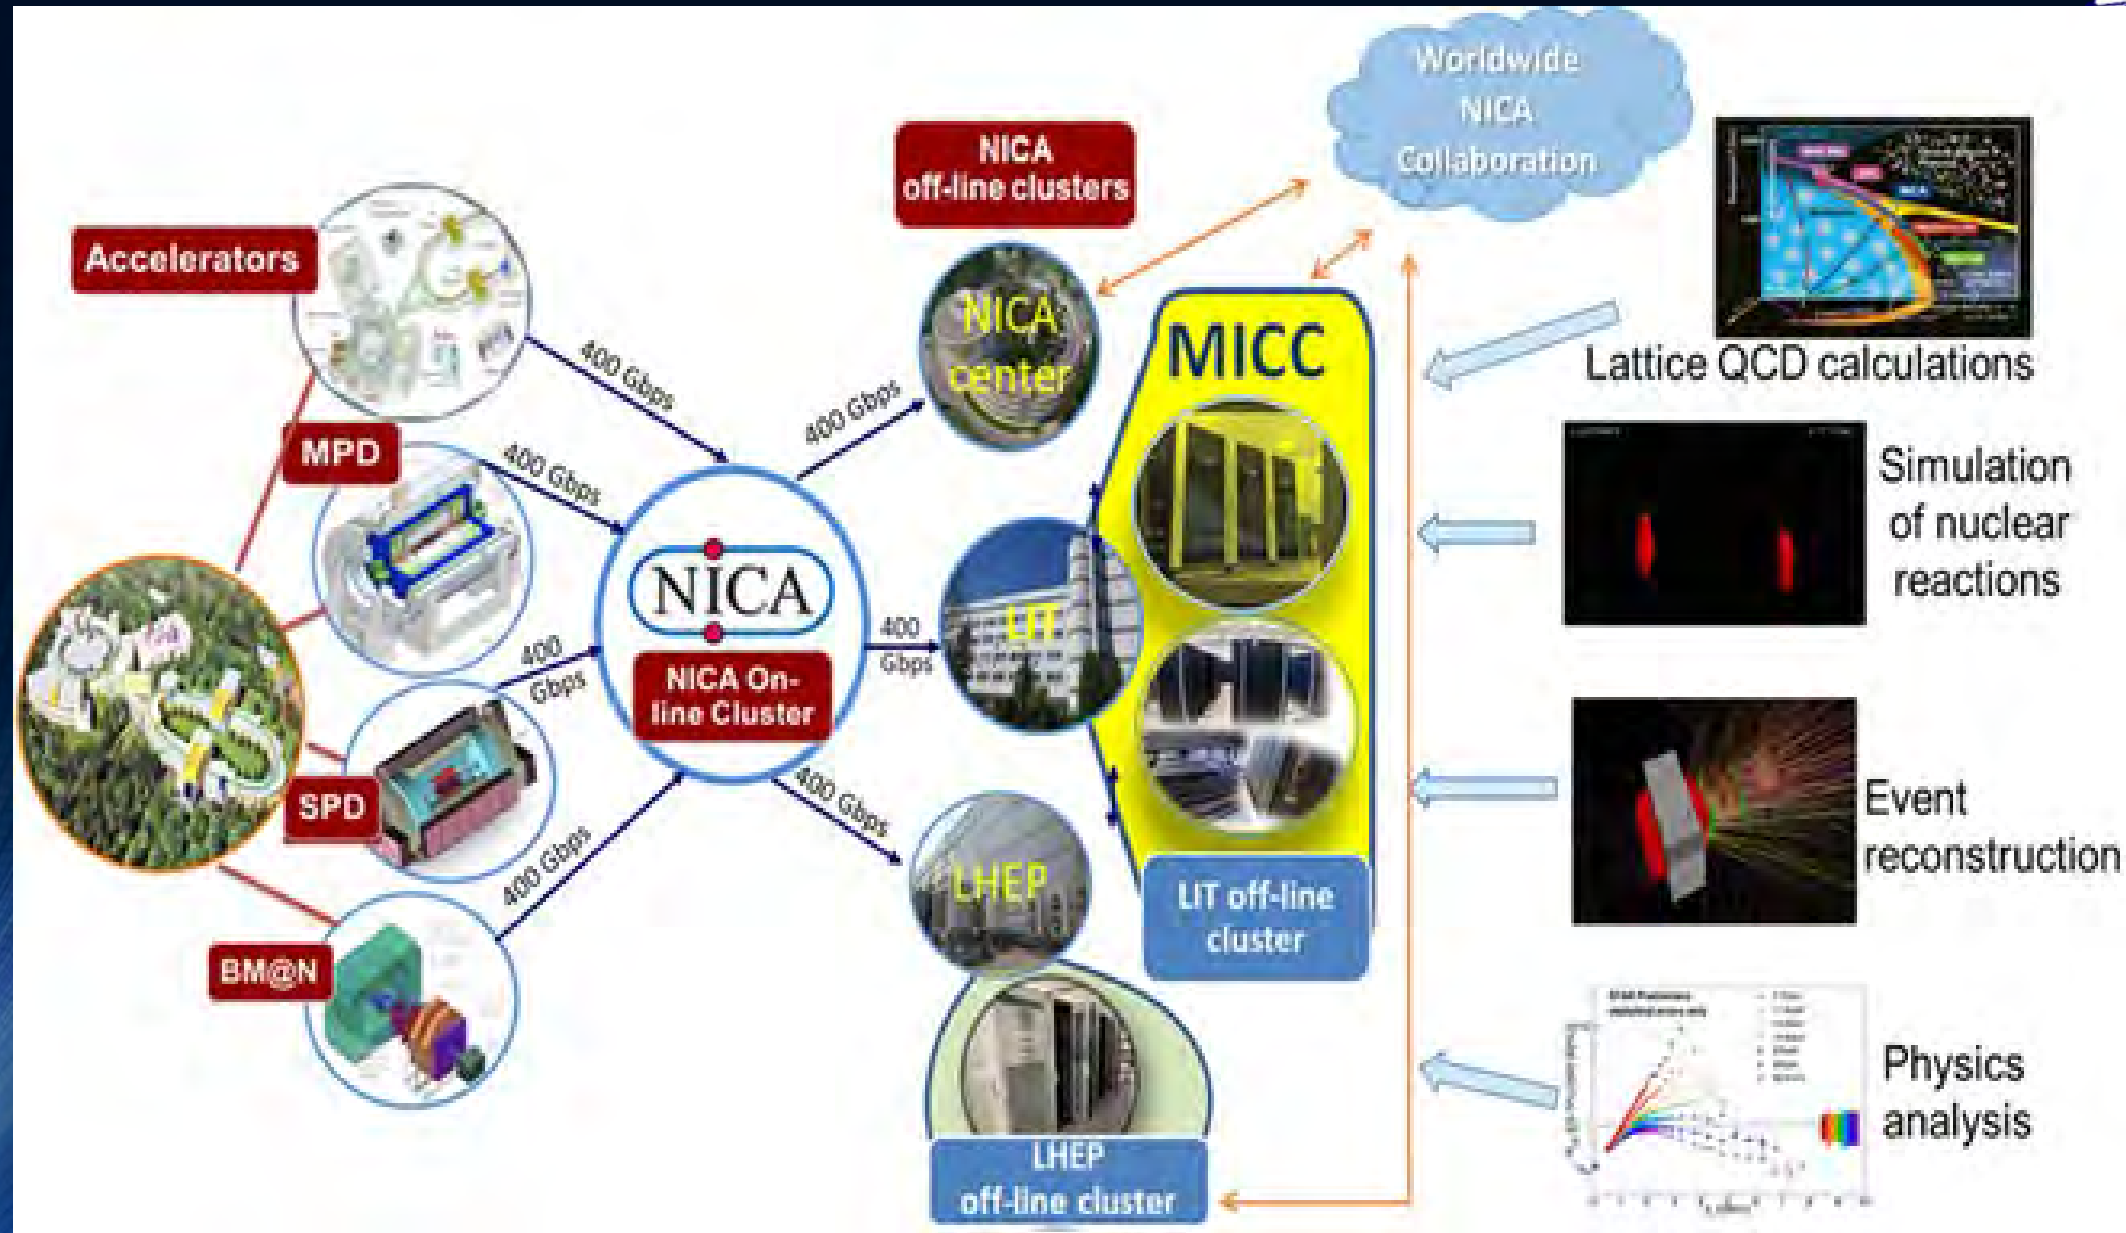 Worldwide
NICA
Collaboration
NICA
off-line clusters
Accelerators
NICA
center
MICC
400 Gbps
400 Gbps
Lattice QCD calculations
MPD
400 Gbps
Simulation
of nuclear
reactions
NICA
LIT
400
Gbps
400
Gbps
NICA On-
line Cluster
SPD
400 Gbps
400 Gbps
LHEP
Event
reconstruction
LIT off-line
cluster
BM@N
Physics
analysis
LHEP
off-line cluster